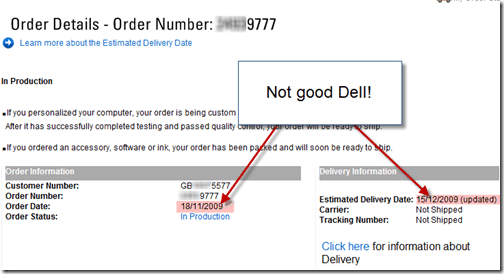 Order Details - Order Number: 9777
Learn more about the Estimated Delivery Date
In Production
Not good Dell!
If you personalized your computer, your order is being custom
After it has successfully completed testing and passed quality control, your order will be ready to ship.
If you ordered an accessory, software or ink, your order has been packed and will soon be ready to ship.
Order Information
Customer Number: GB 5577
Order Number: 9777
Order Date: 18/11/2009
Order Status: In Production
Delivery Information
Estimated Delivery Date: 15/12/2009 (updated)
Carrier: Not Shipped
Tracking Number: Not Shipped
Click here for information about
Delivery